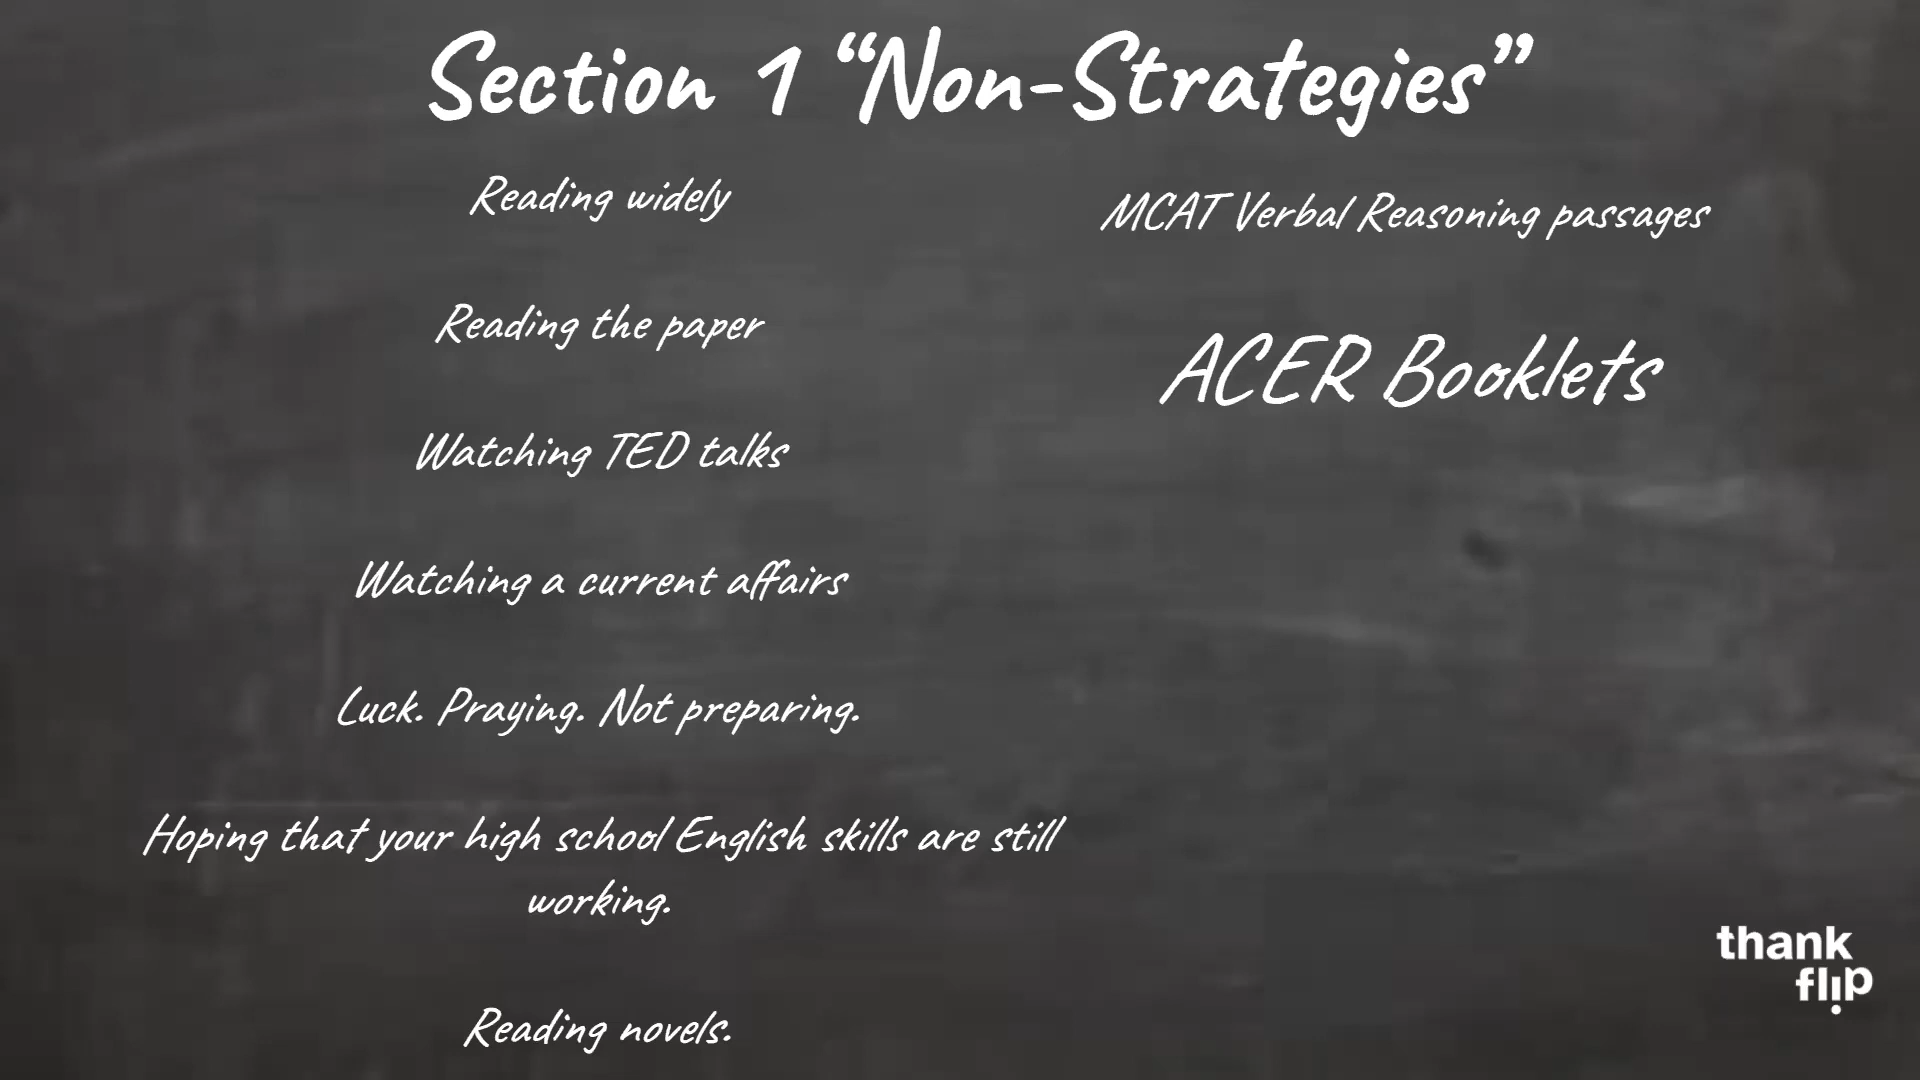 Section 1 “Non-Strategies”
Reading widely
Reading the paper
Watching TED talks
Watching a current affairs
Luck. Praying. Not preparing.
Hoping that your high school English skills are still
working.
Reading novels.
MCAT Verbal Reasoning passages
ACER Booklets
thank
flip